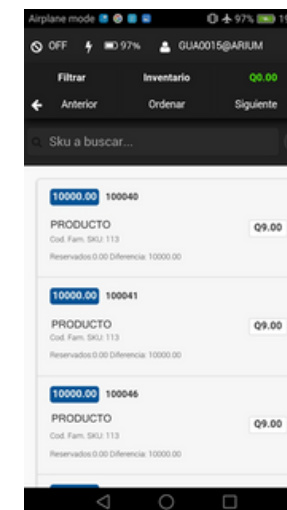 Airplane mode 97% 19
OFF 97% GUA0015@ARIUM
Filtrar Inventario Q0.00
Anterior Ordenar Siguiente
Sku a buscar...
10000.00 100040
PRODUCTO Q9.00
Cod. Fam. SKU: 113
Reservados:0.00 Diferencia: 10000.00
10000.00 100041
PRODUCTO Q9.00
Cod. Fam. SKU: 113
Reservados:0.00 Diferencia: 10000.00
10000.00 100046
PRODUCTO Q9.00
Cod. Fam. SKU: 113
Reservados:0.00 Diferencia: 10000.00